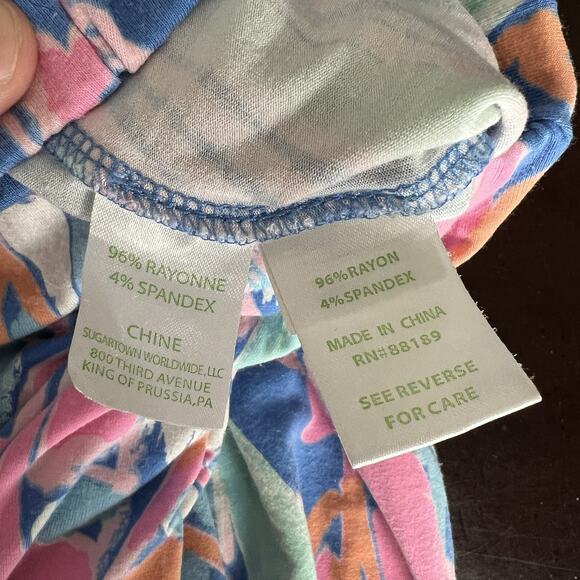 96% RAYONNE
4% SPANDEX
CHINE
SUGARTOWN WORLDWIDE, LLC
800 THIRD AVENUE
KING OF PRUSSIA, PA
96% RAYON
4% SPANDEX
MADE IN CHINA
RN#88189
SEE REVERSE
FOR CARE